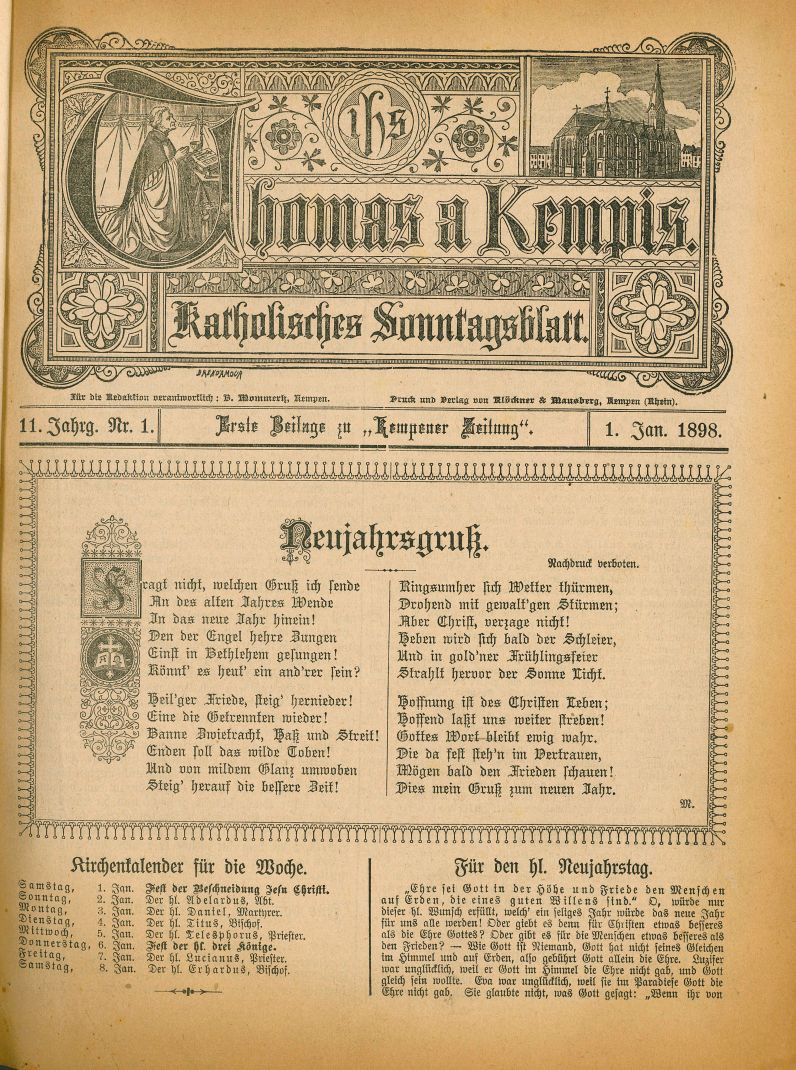 Thomas a Kempis.
ihs
Katholisches Sonntagsblatt.
BRENDAMOUR
Für die Redaktion verantwortlich: B. Mommerk, Kempen.
Druck und Verlag von Klöckner & Mausberg, Kempen (Rhein).
11. Jahrg. Nr. 1.
Erste Beilage zu „Kempener Zeitung“.
1. Jan. 1898.
Neujahrsgruß.
Nachdruck verboten.
Fragt nicht, welchen Gruß ich sende
An des alten Jahres Wende
In das neue Jahr hinein!
Den der Engel hehre Zungen
Einst in Bethlehem gesungen!
Könnt' es heut' ein and'rer sein?
Heil'ger Friede, steig' hernieder!
Eine die Getrennten wieder!
Banne Zwietracht, Haß und Streit!
Enden soll das wilde Toben!
Und von mildem Glanz umwoben
Steig' herauf die bessere Zeit!
Ringsumher sich Wetter thürmen,
Drohend mit gewalt'gen Stürmen;
Aber Christ, verzage nicht!
Heben wird sich bald der Schleier,
Und in gold'ner Frühlingsfeier
Strahlt hervor der Sonne Licht.
Hoffnung ist des Christen Leben;
Hoffend laßt uns weiter streben!
Gottes Wort bleibt ewig wahr.
Die da fest steh'n im Vertrauen,
Mögen bald den Frieden schauen!
Dies mein Gruß zum neuen Jahr.
M.
Kirchenkalender für die Woche.
Samstag, 1. Jan. Fest der Beschneidung Jesu Christi.
Sonntag, 2. Jan. Der hl. Adelardus, Abt.
Montag, 3. Jan. Der hl. Daniel, Martyrer.
Dienstag, 4. Jan. Der hl. Titus, Bischof.
Mittwoch, 5. Jan. Der hl. Telesphorus, Priester.
Donnerstag, 6. Jan. Fest der hl. drei Könige.
Freitag, 7. Jan. Der hl. Lucianus, Priester.
Samstag, 8. Jan. Der hl. Erhardus, Bischof.
Für den hl. Neujahrstag.
„Ehre sei Gott in der Höhe und Friede den Menschen
auf Erden, die eines guten Willens sind.“ O, würde nur
dieser hl. Wunsch erfüllt, welch' ein seliges Jahr würde das neue Jahr
für uns alle werden! Oder giebt es denn für Christen etwas besseres
als die Ehre Gottes? Oder gibt es für die Menschen etwas besseres als
den Frieden? — Wie Gott ist Niemand, Gott hat nicht seines Gleichen
im Himmel und auf Erden, also gebührt Gott allein die Ehre. Luzifer
war unglücklich, weil er Gott im Himmel die Ehre nicht gab, und Gott
gleich sein wollte. Eva war unglücklich, weil sie im Paradiese Gott die
Ehre nicht gab. Sie glaubte nicht, was Gott gesagt: „Wenn ihr von